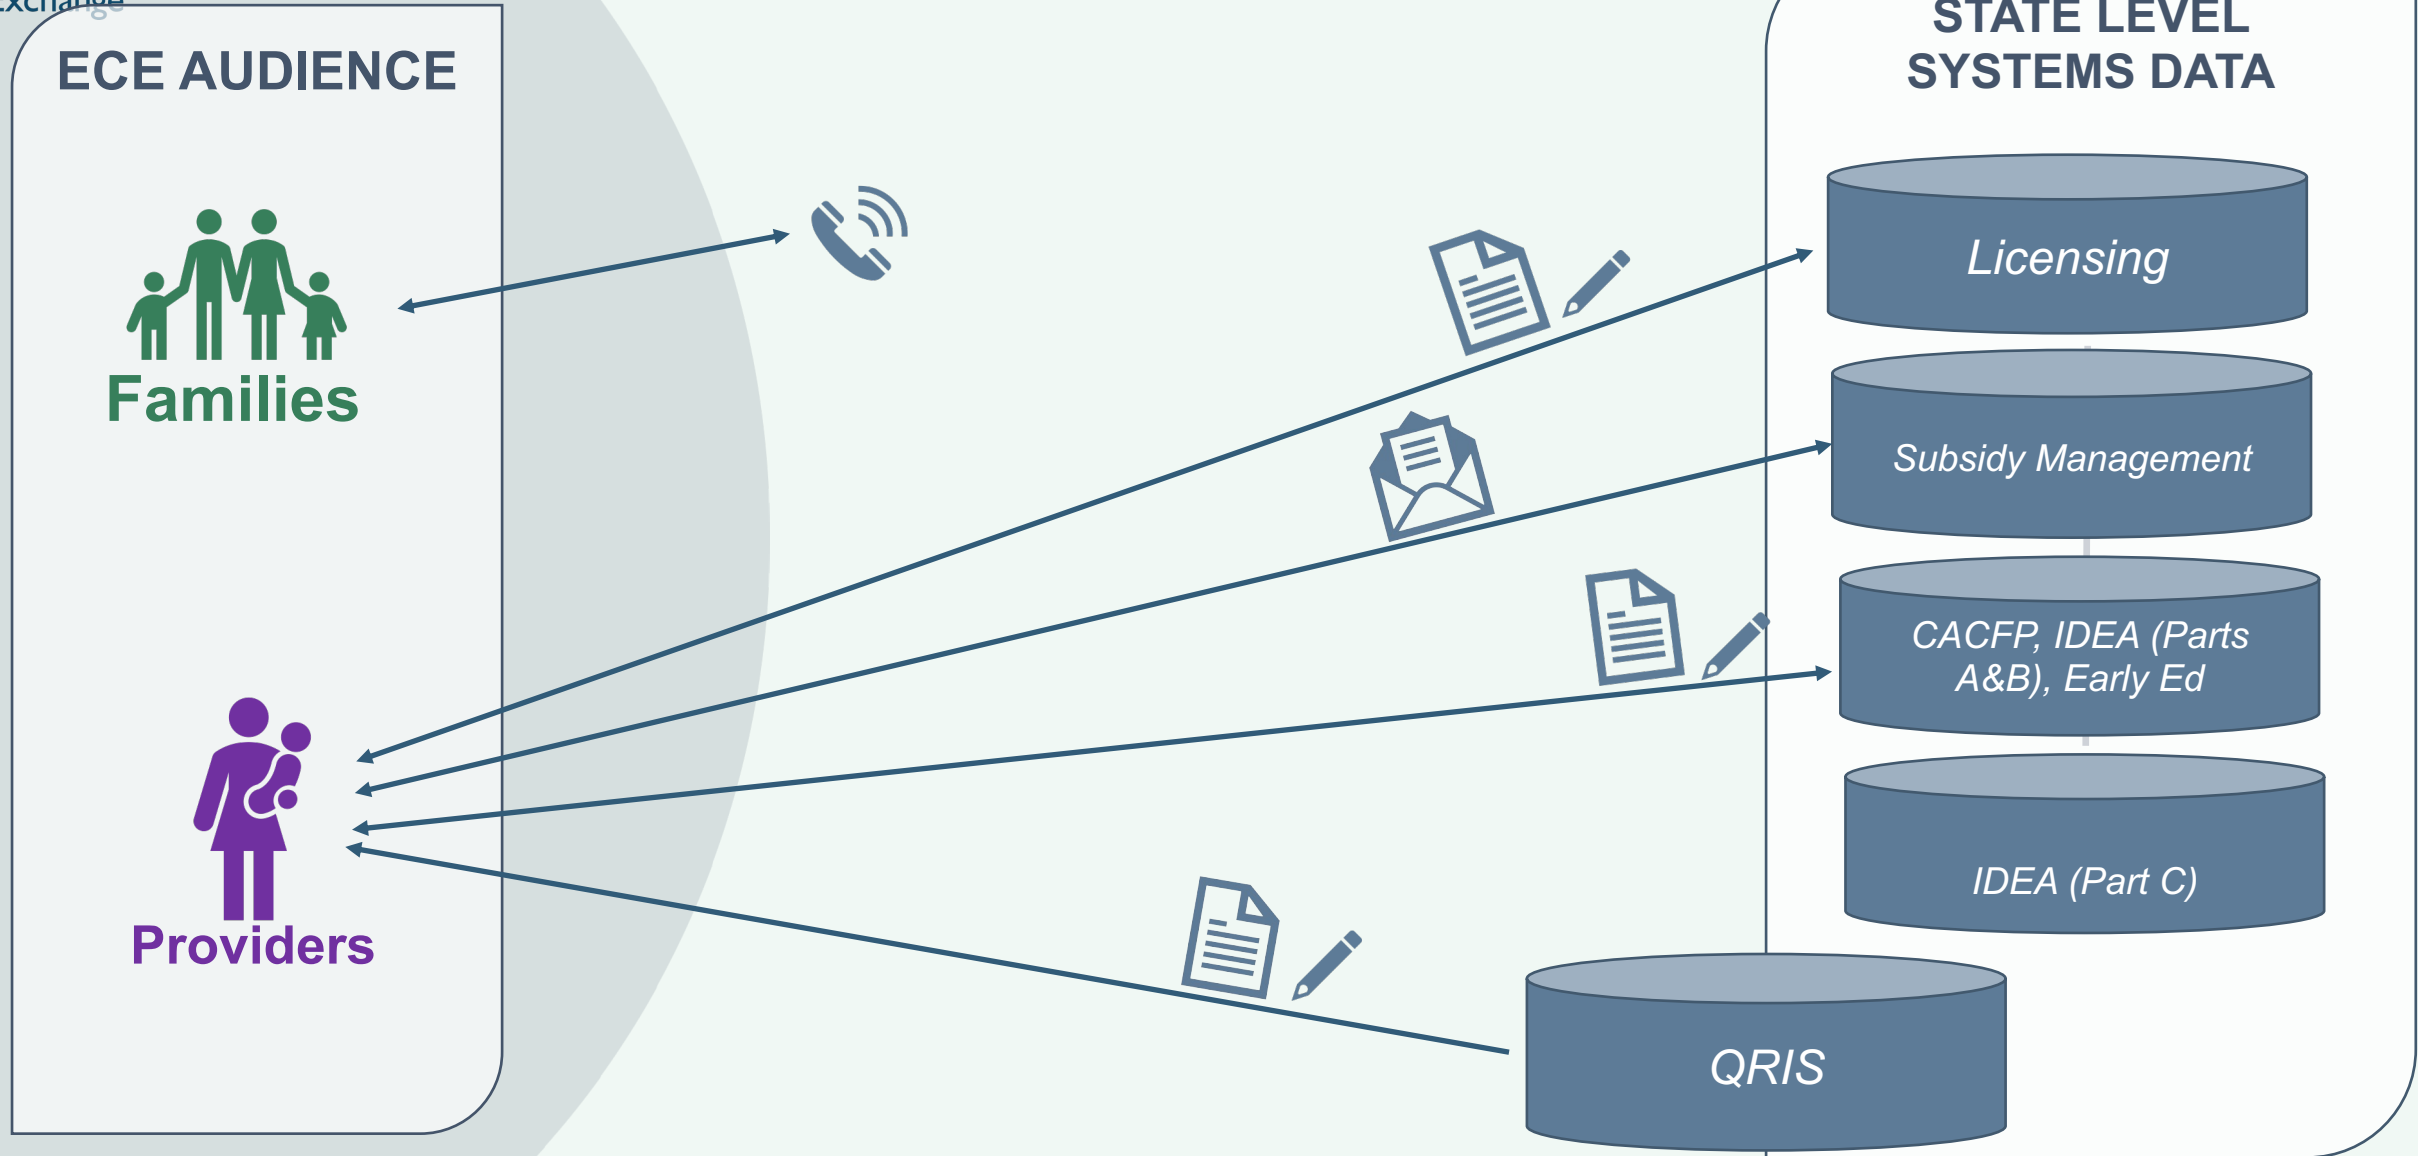 Exchange
ECE AUDIENCE
Families
Providers
STATE LEVEL
SYSTEMS DATA
Licensing
Subsidy Management
CACFP, IDEA (Parts
A&B), Early Ed
IDEA (Part C)
QRIS